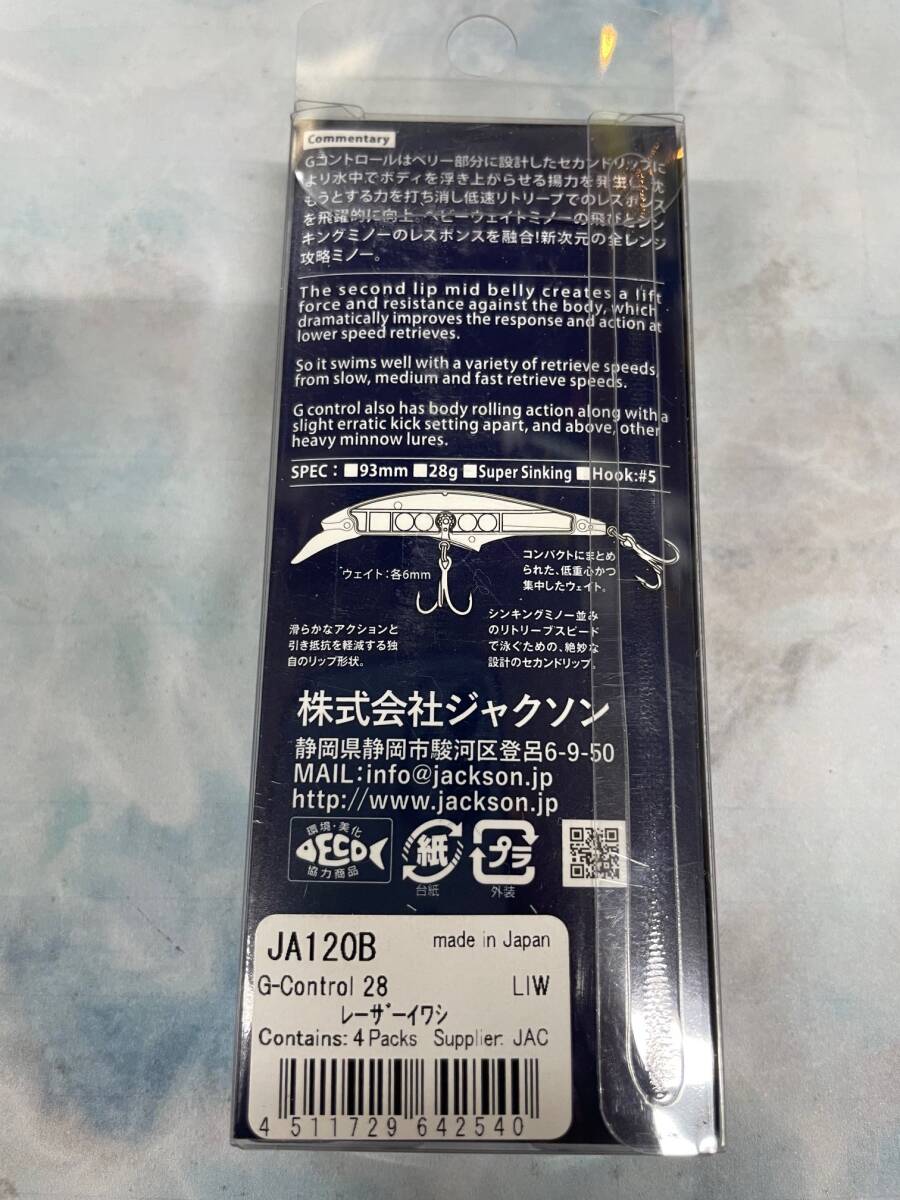 Commentary
Gコントロールはベリー部分に設計したセカンドリップに
より水中でボディを浮き上がらせる揚力を発生し、沈
もうとする力を打ち消し低速リトリーブでのレスポンス
を飛躍的に向上。ヘビーウェイトミノーの飛びとシン
キングミノーのレスポンスを融合!新次元の全レンジ
攻略ミノー。
The second lip mid belly creates a lift
force and resistance against the body, which
dramatically improves the response and action at
lower speed retrieves.
So it swims well with a variety of retrieve speeds,
from slow, medium and fast retrieve speeds.
G control also has body rolling action along with a
slight erratic kick setting apart, and above, other
heavy minnow lures.
SPEC : ■93mm ■28g ■Super Sinking ■Hook:#5
ウェイト:各6mm
コンパクトにまとめ
られた、低重心かつ
集中したウェイト。
滑らかなアクションと
引き抵抗を軽減する独
自のリップ形状。
シンキングミノー並み
のリトリーブスピード
で泳ぐための、絶妙な
設計のセカンドリップ。
株式会社ジャクソン
静岡県静岡市駿河区登呂6-9-50
MAIL:info@jackson.jp
http://www.jackson.jp
環境・美化
ECO
協力商品
紙
台紙
プラ
外装
JA120B made in Japan
G-Control 28 LIW
レーザーイワシ
Contains: 4 Packs Supplier: JAC
4 511729 642540